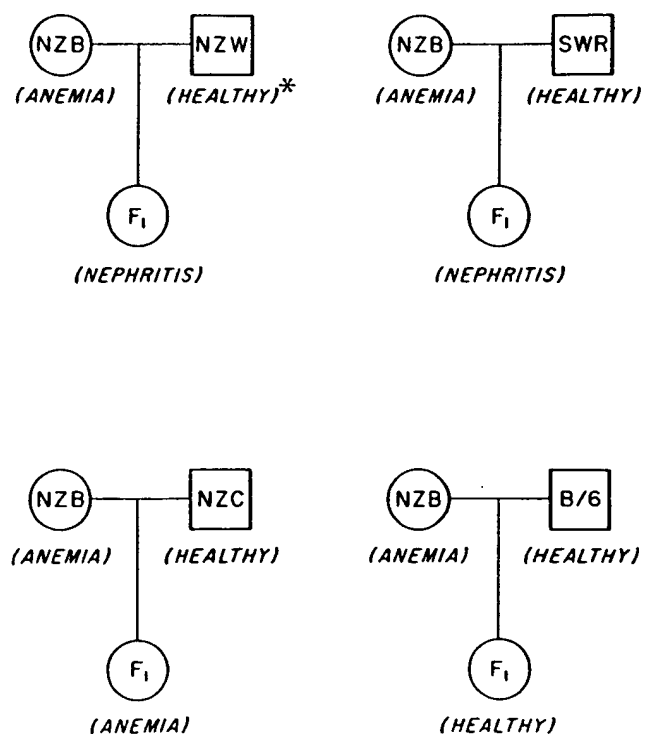 NZB NZW
(ANEMIA) (HEALTHY)*
F₁
(NEPHRITIS)
NZB SWR
(ANEMIA) (HEALTHY)
F₁
(NEPHRITIS)
NZB NZC
(ANEMIA) (HEALTHY)
F₁
(ANEMIA)
NZB B/6
(ANEMIA) (HEALTHY)
F₁
(HEALTHY)